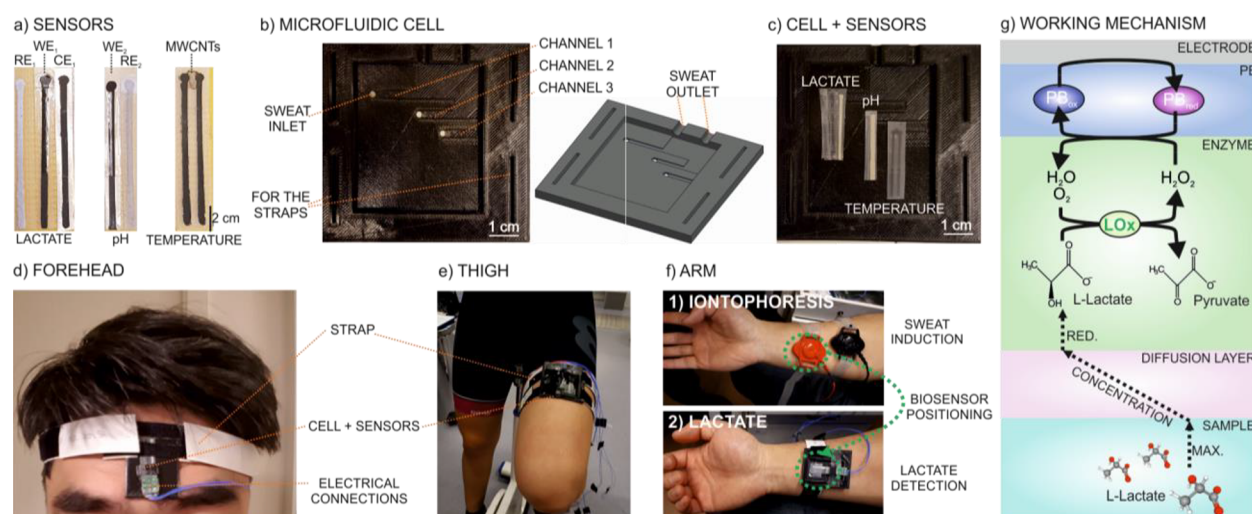 a) SENSORS
WE₁
RE₁
CE₁
WE₂
RE₂
MWCNTs
2 cm
LACTATE
pH
TEMPERATURE
b) MICROFLUIDIC CELL
CHANNEL 1
CHANNEL 2
CHANNEL 3
SWEAT
INLET
SWEAT
OUTLET
FOR THE
STRAPS
1 cm
c) CELL + SENSORS
LACTATE
pH
TEMPERATURE
1 cm
d) FOREHEAD
STRAP
CELL + SENSORS
ELECTRICAL
CONNECTIONS
e) THIGH
f) ARM
1) IONTOPHORESIS
SWEAT
INDUCTION
BIOSENSOR
POSITIONING
2) LACTATE
LACTATE
DETECTION
g) WORKING MECHANISM
ELECTRODE
PB
PBox
PBred
ENZYME
H₂O
O₂
H₂O₂
LOx
H₃C
O
O⁻
OH
L-Lactate
H₃C
O
O
O⁻
Pyruvate
RED.
DIFFUSION LAYER
CONCENTRATION
SAMPLE
MAX.
L-Lactate